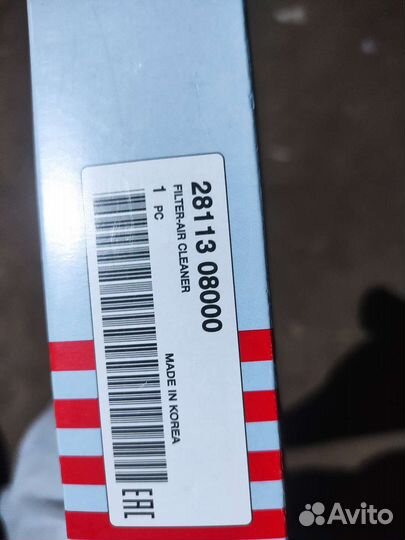 28113 08000
FILTER-AIR CLEANER
1 PC
MADE IN KOREA
EAC
Avito